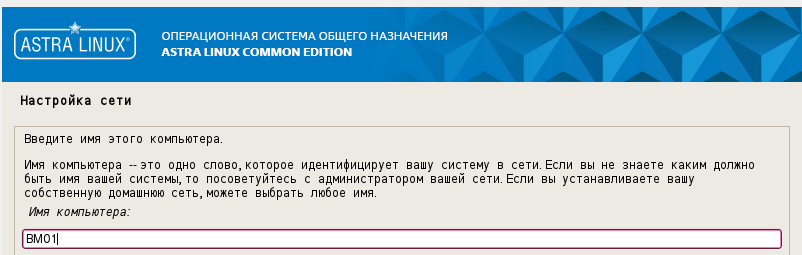 ASTRA LINUX®
ОПЕРАЦИОННАЯ СИСТЕМА ОБЩЕГО НАЗНАЧЕНИЯ
ASTRA LINUX COMMON EDITION
Настройка сети
Введите имя этого компьютера.
Имя компьютера -- это одно слово, которое идентифицирует вашу систему в сети. Если вы не знаете каким должно
быть имя вашей системы, то посоветуйтесь с администратором вашей сети. Если вы устанавливаете вашу
собственную домашнюю сеть, можете выбрать любое имя.
Имя компьютера:
BM01